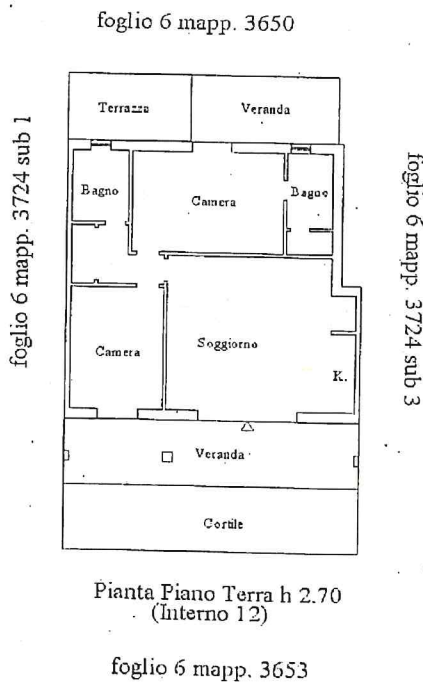 foglio 6 mapp. 3650
Terrazza
Veranda
foglio 6 mapp. 3724 sub 1
Bagno
Camera
Bagno
foglio 6 mapp. 3724 sub 3
Camera
Soggiorno
K.
Veranda
Cortile
Pianta Piano Terra h 2.70
(Interno 12)
foglio 6 mapp. 3653